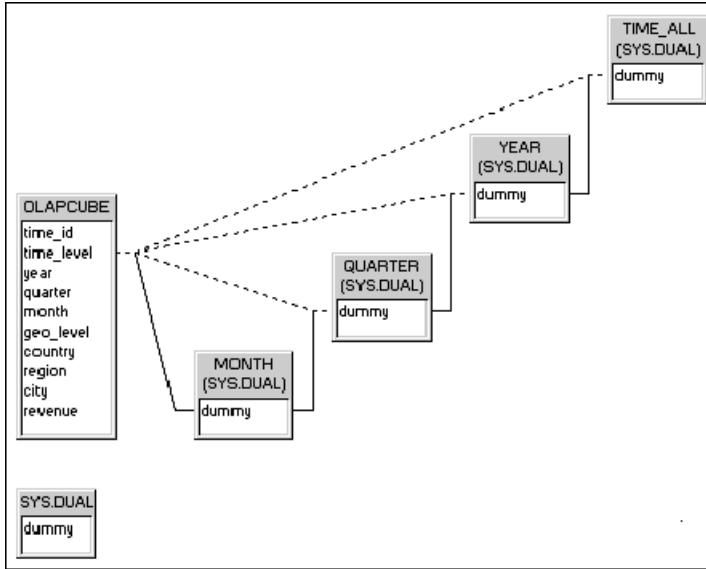 TIME_ALL
(SYS.DUAL)
dummy
YEAR
(SYS.DUAL)
dummy
OLAPCUBE
time_id
time_level
year
quarter
month
geo_level
country
region
city
revenue
QUARTER
(SYS.DUAL)
dummy
MONTH
(SYS.DUAL)
dummy
SYS.DUAL
dummy